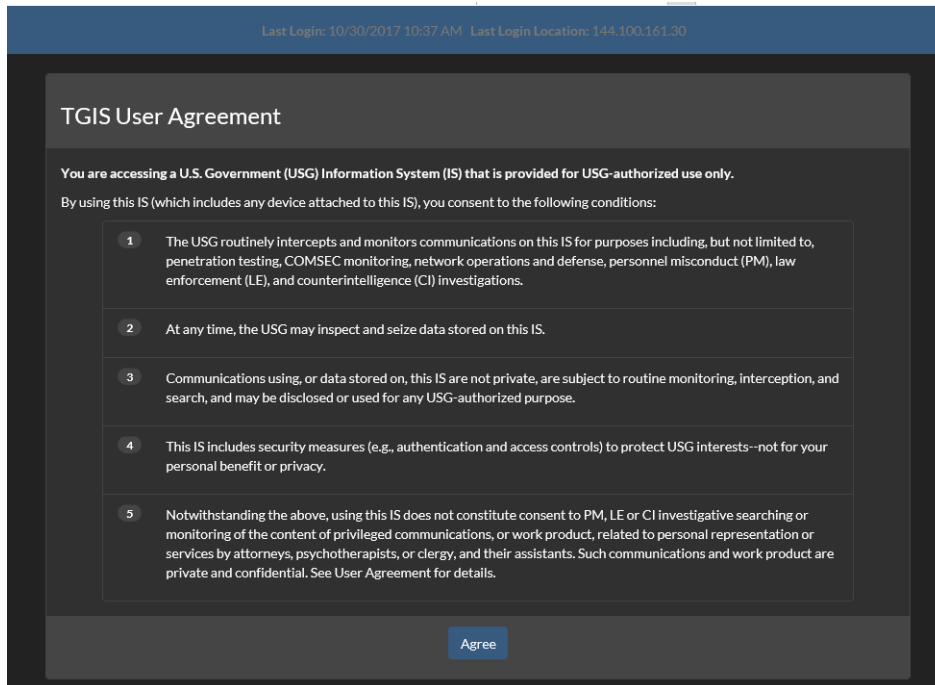 Last Login: 10/30/2017 10:37 AM Last Login Location: 144.100.161.30
TGIS User Agreement
You are accessing a U.S. Government (USG) Information System (IS) that is provided for USG-authorized use only.
By using this IS (which includes any device attached to this IS), you consent to the following conditions:
1 The USG routinely intercepts and monitors communications on this IS for purposes including, but not limited to,
penetration testing, COMSEC monitoring, network operations and defense, personnel misconduct (PM), law
enforcement (LE), and counterintelligence (CI) investigations.
2 At any time, the USG may inspect and seize data stored on this IS.
3 Communications using, or data stored on, this IS are not private, are subject to routine monitoring, interception, and
search, and may be disclosed or used for any USG-authorized purpose.
4 This IS includes security measures (e.g., authentication and access controls) to protect USG interests--not for your
personal benefit or privacy.
5 Notwithstanding the above, using this IS does not constitute consent to PM, LE or CI investigative searching or
monitoring of the content of privileged communications, or work product, related to personal representation or
services by attorneys, psychotherapists, or clergy, and their assistants. Such communications and work product are
private and confidential. See User Agreement for details.
Agree